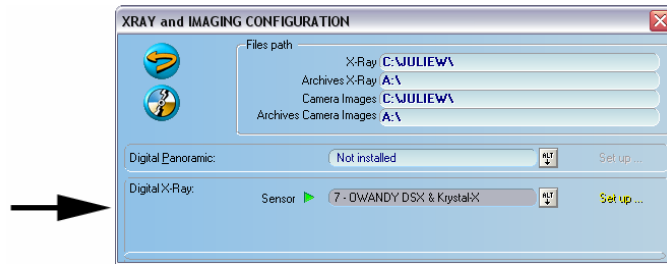 XRAY and IMAGING CONFIGURATION
Files path
X-Ray C:\JULIEW\
Archives X-Ray A:\
Camera Images C:\JULIEW\
Archives Camera Images A:\
Digital Panoramic: Not installed ALT Set up ...
Digital X-Ray: Sensor 7 - OWANDY DSX & Krystal-X ALT Set up ...